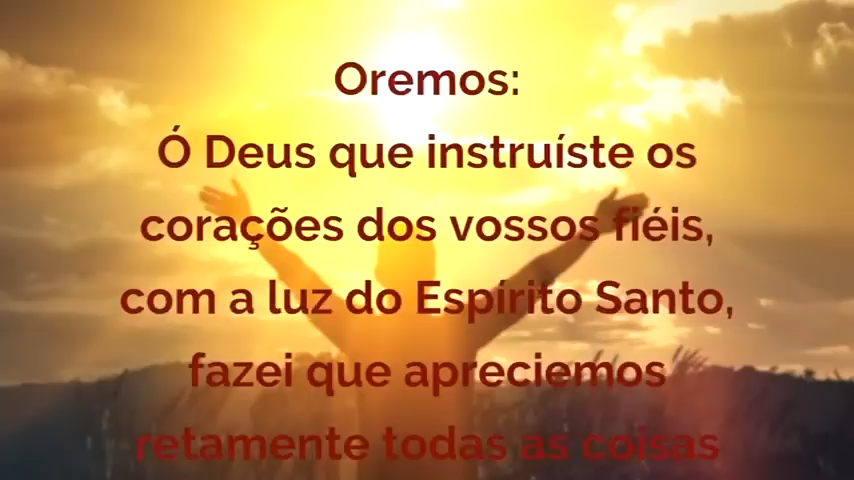 Oremos:
Ó Deus que instruíste os
corações dos vossos fiéis,
com a luz do Espírito Santo,
fazei que apreciemos
retamente todas as coisas